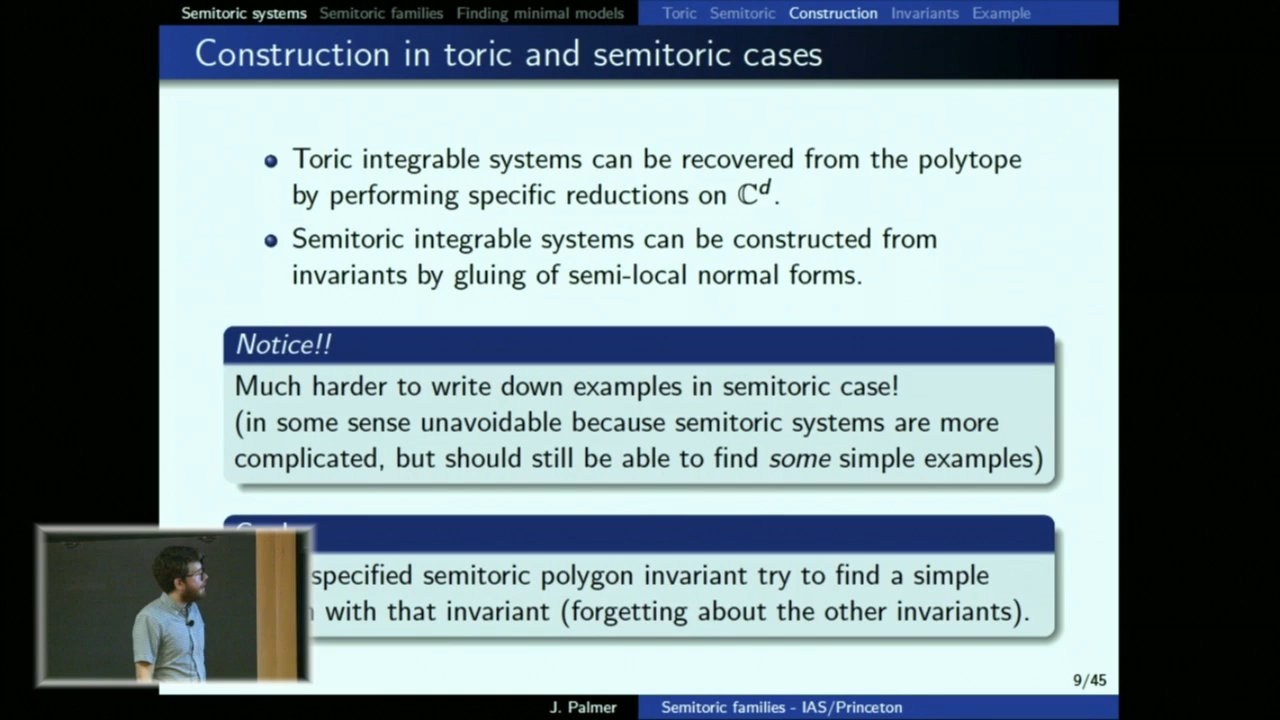 Semitoric systems Semitoric families Finding minimal models Toric Semitoric Construction Invariants Example
Construction in toric and semitoric cases
Toric integrable systems can be recovered from the polytope
by performing specific reductions on ℂᵈ.
Semitoric integrable systems can be constructed from
invariants by gluing of semi-local normal forms.
Notice!!
Much harder to write down examples in semitoric case!
(in some sense unavoidable because semitoric systems are more
complicated, but should still be able to find some simple examples)
specified semitoric polygon invariant try to find a simple
with that invariant (forgetting about the other invariants).
9/45
J. Palmer Semitoric families - IAS/Princeton